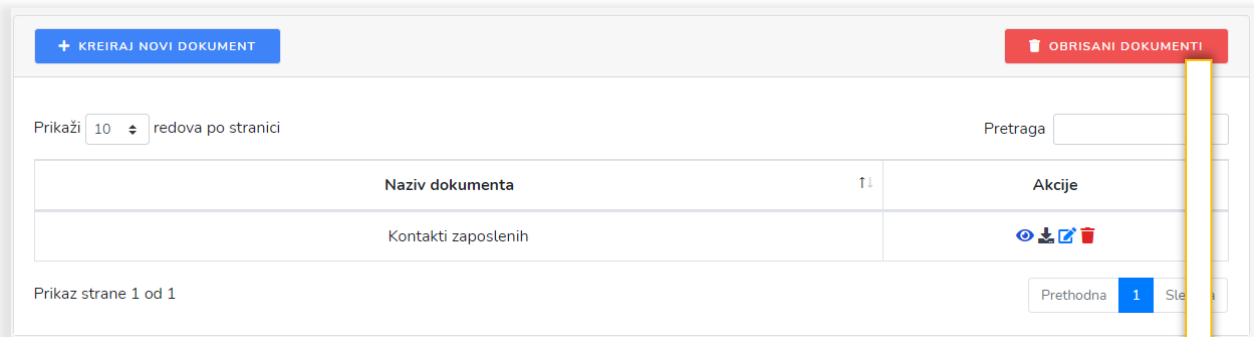 + KREIRAJ NOVI DOKUMENT
OBRISANI DOKUMENTI
Prikaži 10 redova po stranici
Pretraga
Naziv dokumenta
Akcije
Kontakti zaposlenih
Prikaz strane 1 od 1
Prethodna 1